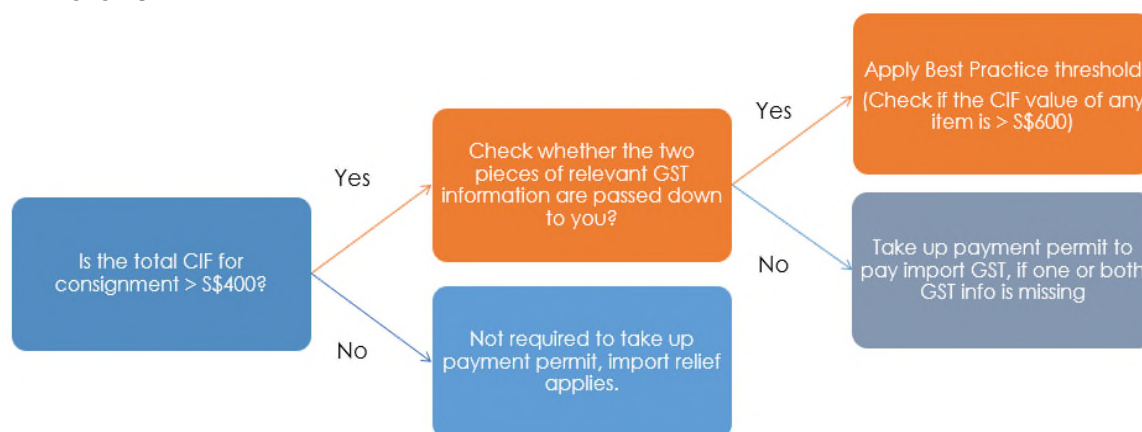 Is the total CIF for
consignment > S$400?
Yes
No
Check whether the two
pieces of relevant GST
information are passed down
to you?
Not required to take up
payment permit, import relief
applies.
Yes
No
Apply Best Practice threshold
(Check if the CIF value of any
item is > S$600)
Take up payment permit to
pay import GST, if one or both
GST info is missing